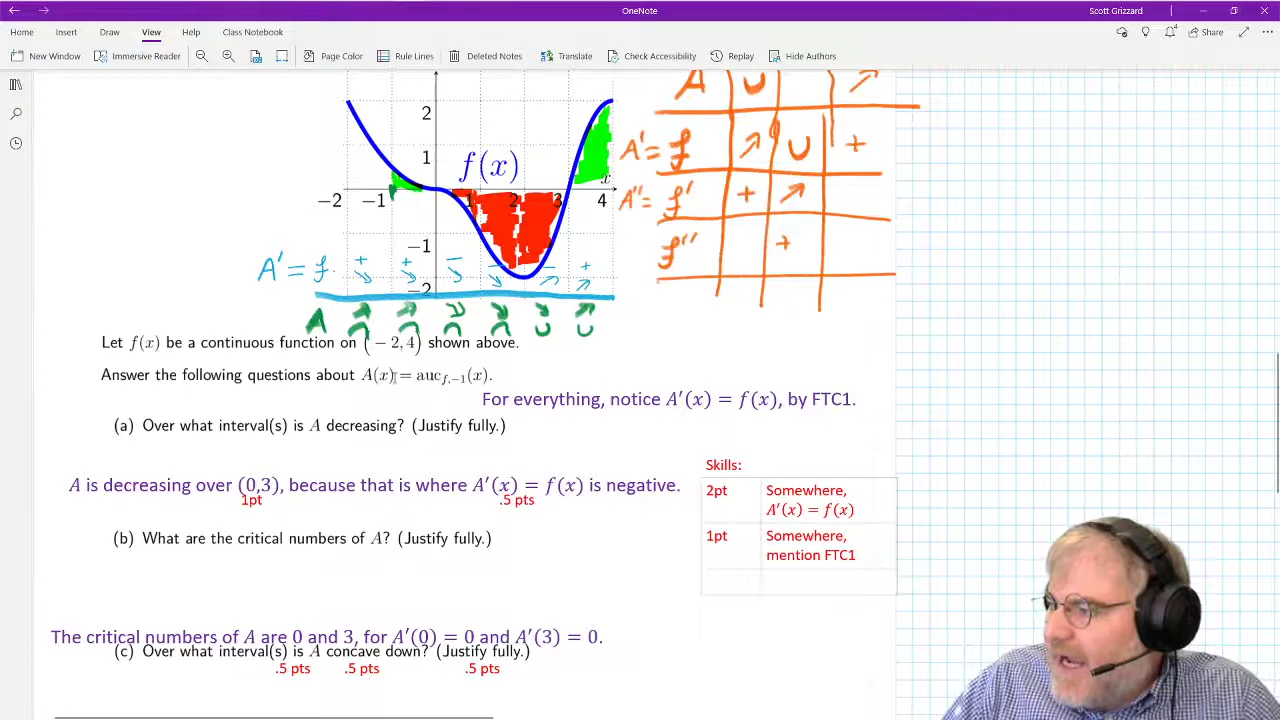 OneNote
Scott Grizzard
Home Insert Draw View Help Class Notebook
Share
New Window Immersive Reader Page Color Rule Lines Deleted Notes Translate Check Accessibility Replay Hide Authors
2
1
f(x)
x
−2 −1 1 2 3 4
−1
−2
A ∪ ↗
A' = f ↗ ∪ +
A'' = f' + ↗
f'' +
A' = f + + − − − +
↘ ↘ ↘ ↘ ↗ ↗
A ↗ ↗ ↘ ↘ ↘ ↗
∩ ∩ ∩ ∩ ∪ ∪
Let f(x) be a continuous function on (−2, 4) shown above.
Answer the following questions about A(x) = auc_{f,−1}(x).
For everything, notice A′(x) = f(x), by FTC1.
(a) Over what interval(s) is A decreasing? (Justify fully.)
A is decreasing over (0,3), because that is where A′(x) = f(x) is negative.
1pt .5 pts
(b) What are the critical numbers of A? (Justify fully.)
Skills:
2pt Somewhere,
A′(x) = f(x)
1pt Somewhere,
mention FTC1
The critical numbers of A are 0 and 3, for A′(0) = 0 and A′(3) = 0.
(c) Over what interval(s) is A concave down? (Justify fully.)
.5 pts .5 pts .5 pts